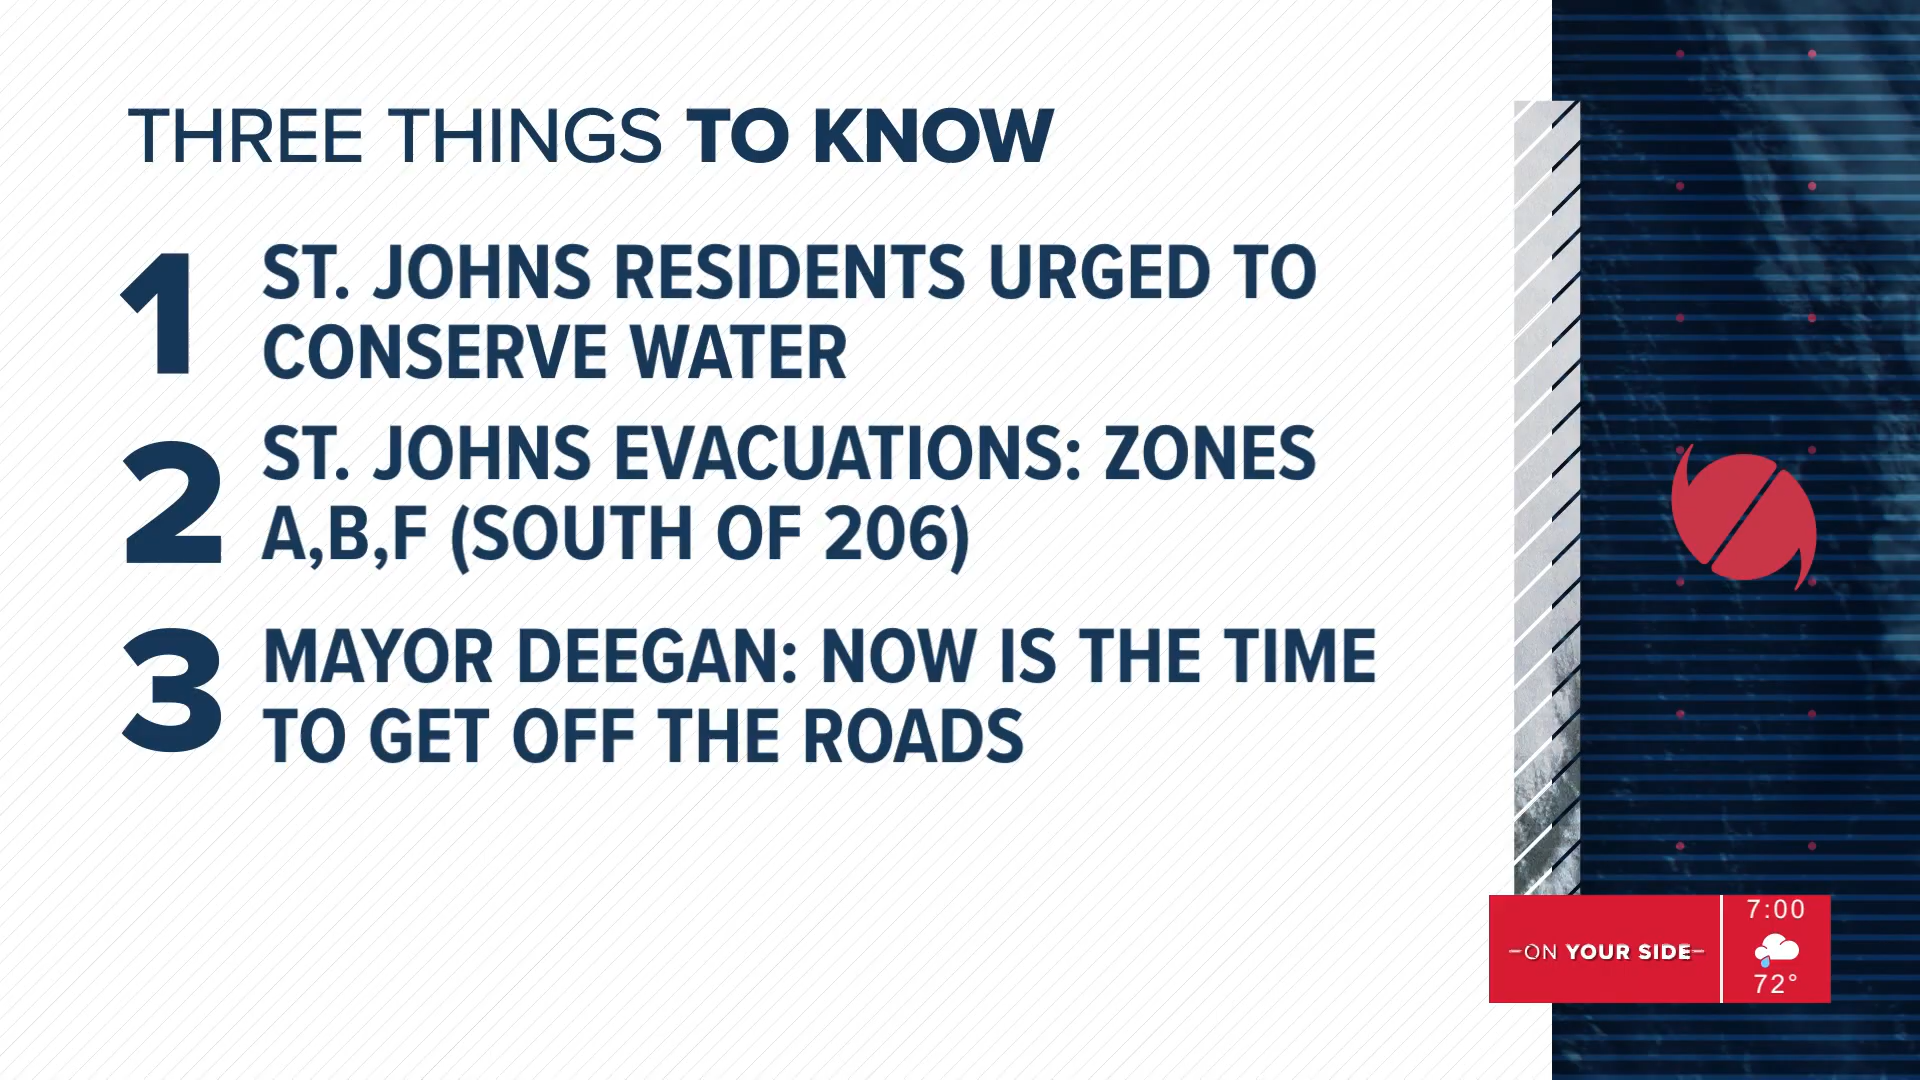 THREE THINGS TO KNOW
1 ST. JOHNS RESIDENTS URGED TO
CONSERVE WATER
2 ST. JOHNS EVACUATIONS: ZONES
A,B,F (SOUTH OF 206)
3 MAYOR DEEGAN: NOW IS THE TIME
TO GET OFF THE ROADS
ON YOUR SIDE
7:00
72°